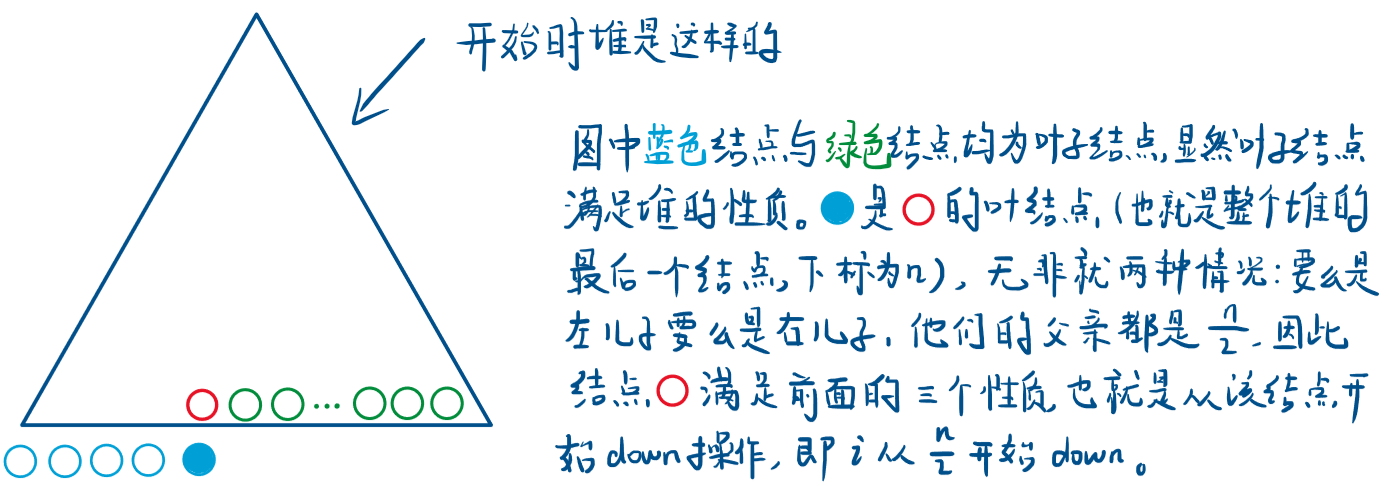 开始时堆是这样的
图中蓝色结点与绿色结点,均为叶子结点,显然叶子结点
满足堆的性质。是 的叶结点,(也就是整个堆的
最后一个结点,下标为n),无非就两种情况:要么是
左儿子要么是右儿子,他们的父亲都是 n/2,因此
结点 满足前面的三个性质,也就是从该结点开
始down操作,即 i 从 n/2 开始 down。
...